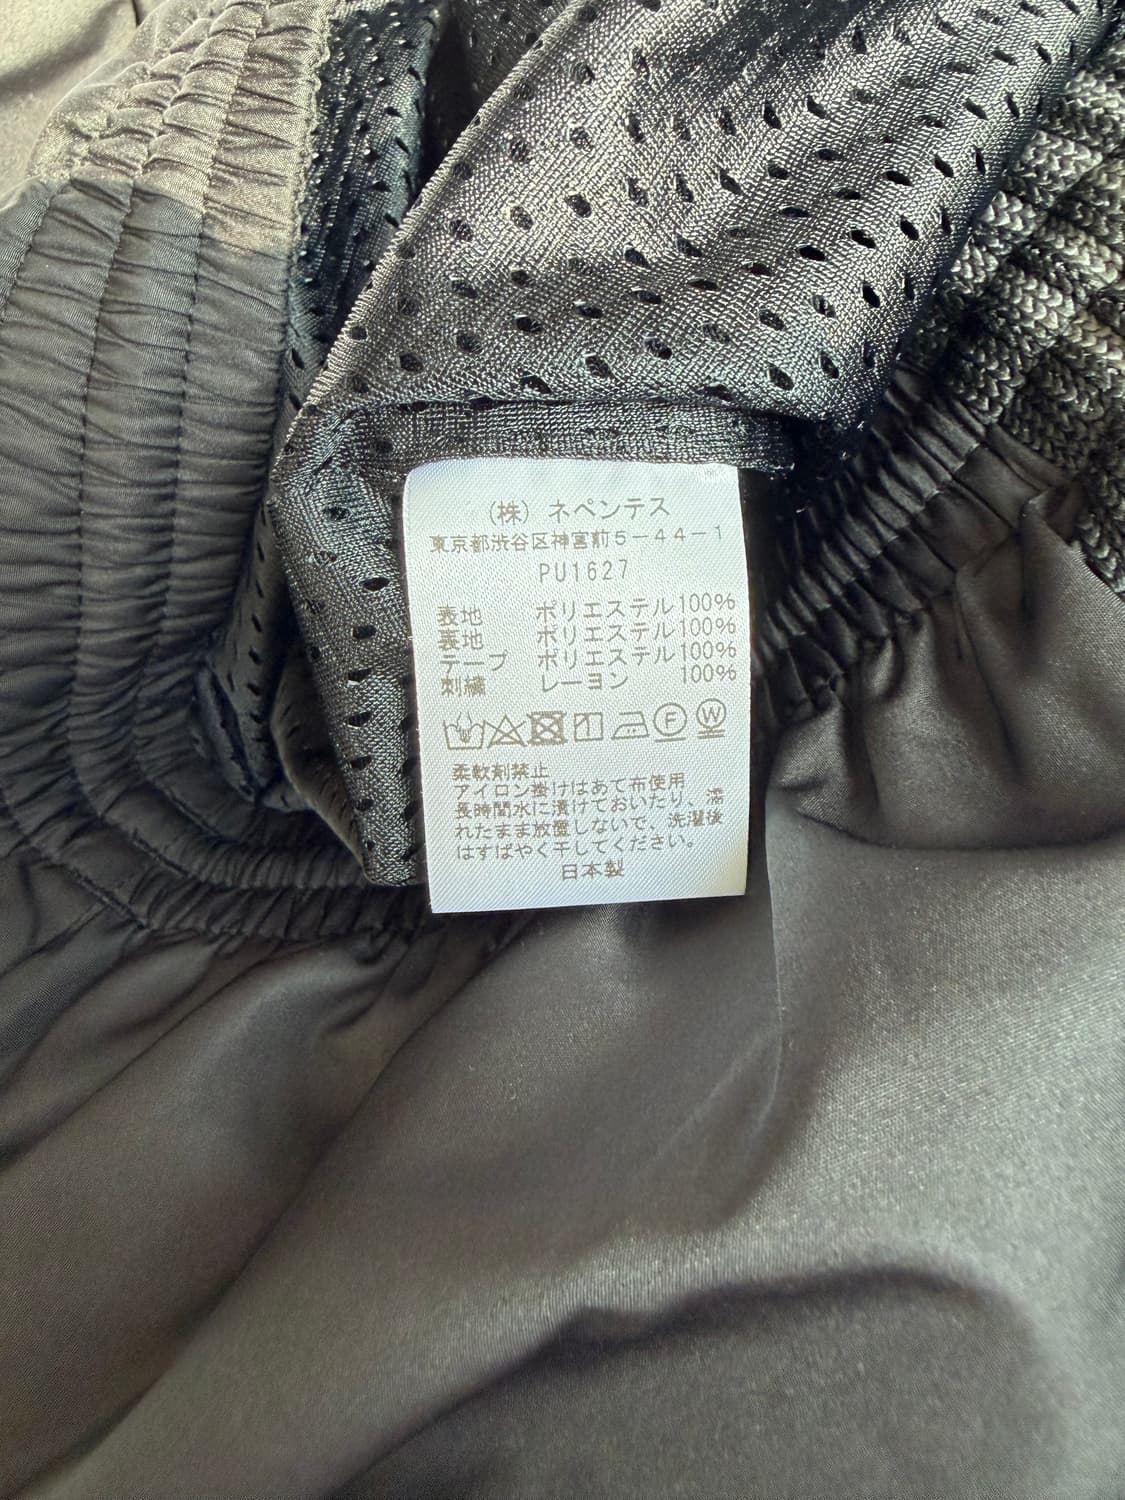 (株) ネペンテス
東京都渋谷区神宮前5-44-1
PU1627
表地 ポリエステル100%
裏地 ポリエステル100%
テープ ポリエステル100%
刺繍 レーヨン 100%
F W
柔軟剤禁止
アイロン掛けはあて布使用
長時間水に漬けておいたり、濡
れたまま放置しないで、洗濯後
はすばやく干してください。
日本製